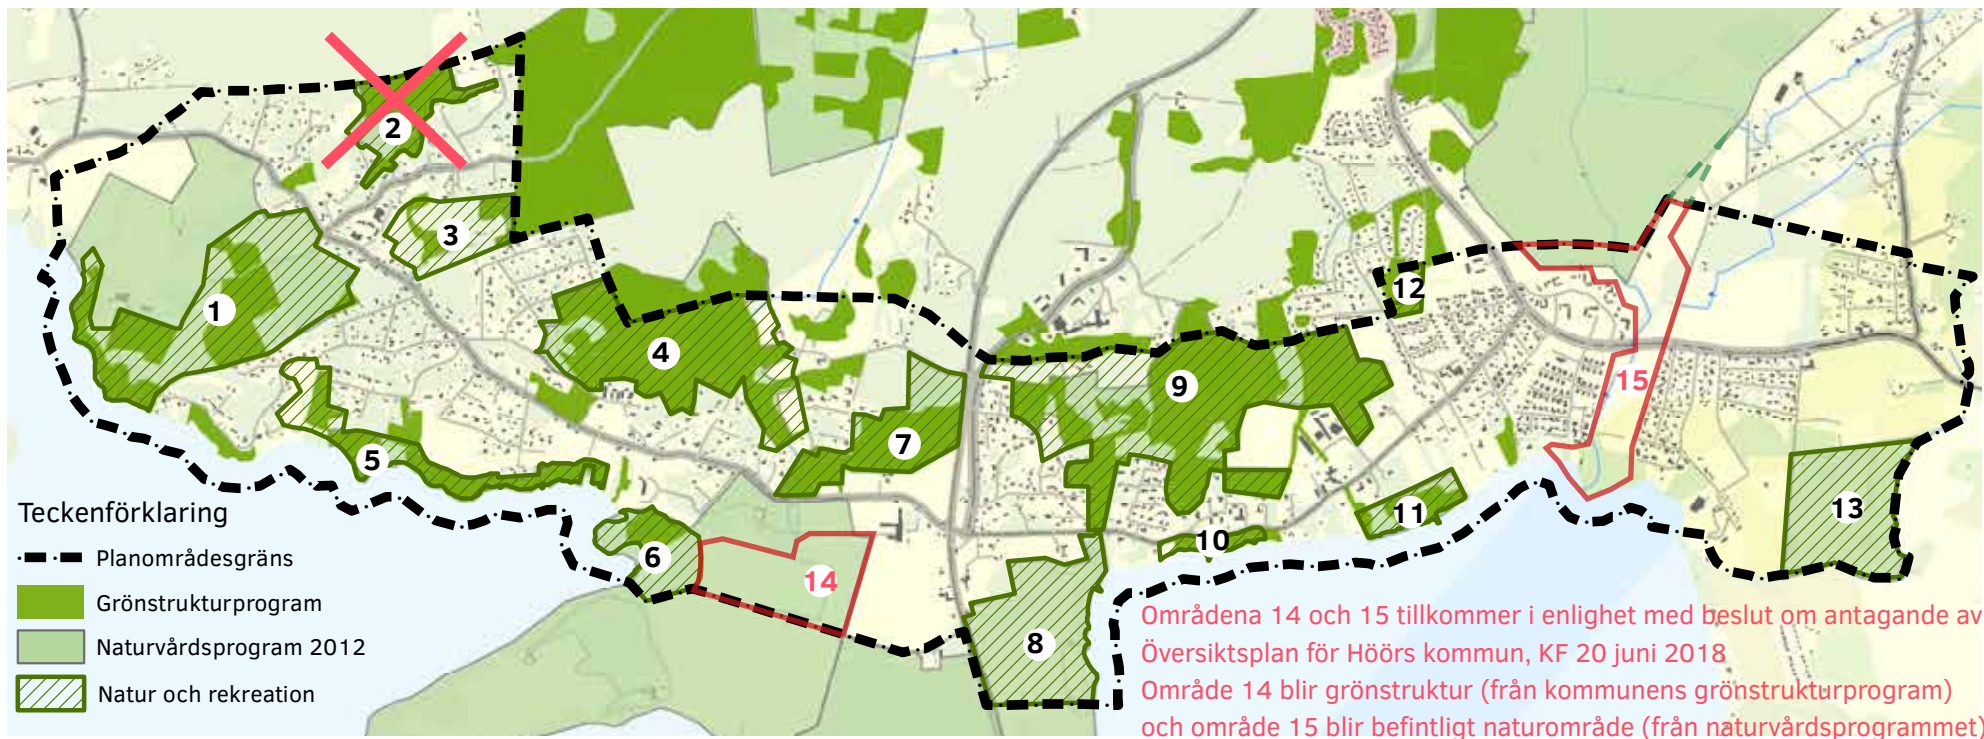 2
3
1
12
4
9
15
5
7
13
11
10
6
14
8
Teckenförklaring
Planområdesgräns
Grönstrukturprogram
Naturvårdsprogram 2012
Natur och rekreation
Områdena 14 och 15 tillkommer i enlighet med beslut om antagande av
Översiktsplan för Höörs kommun, KF 20 juni 2018
Område 14 blir grönstruktur (från kommunens grönstrukturprogram)
och område 15 blir befintligt naturområde (från naturvårdsprogrammet)